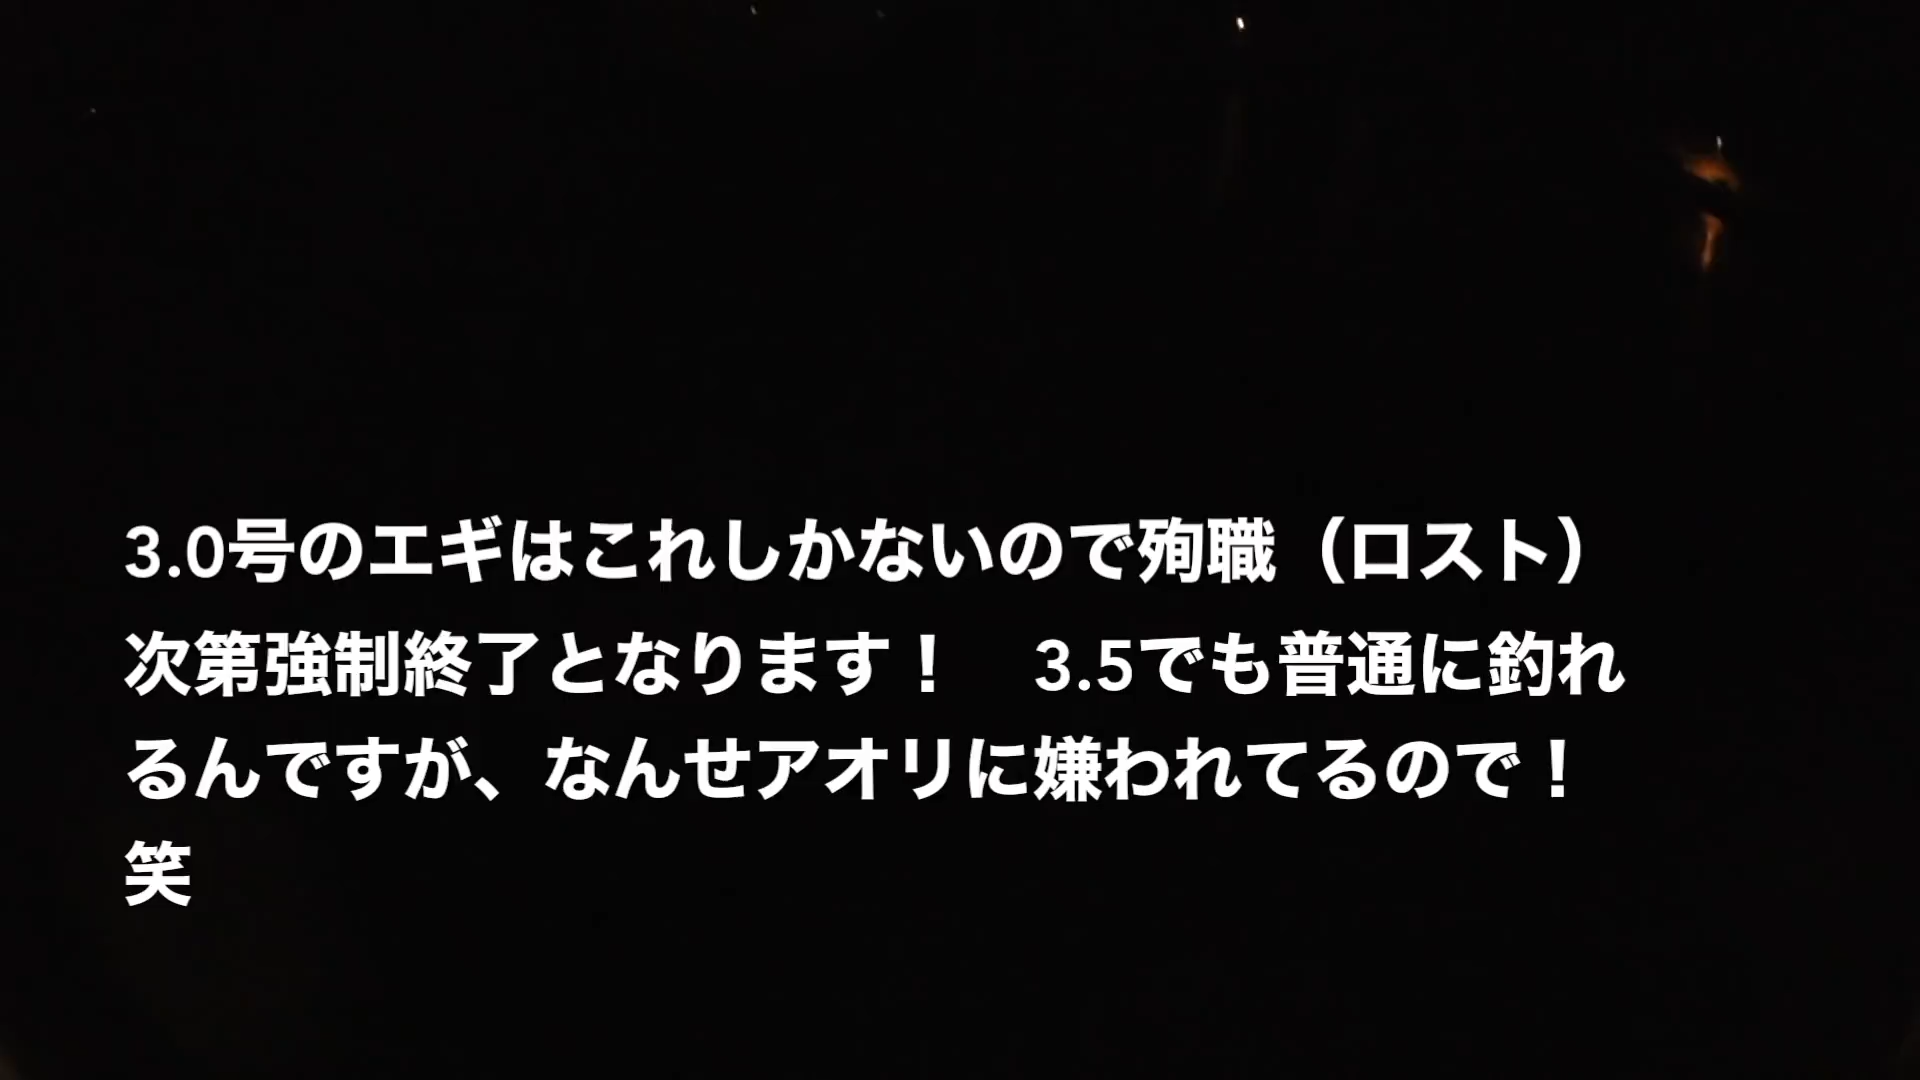 3.0号のエギはこれしかないので殉職（ロスト）
次第強制終了となります！　3.5でも普通に釣れ
るんですが、なんせアオリに嫌われてるので！
笑